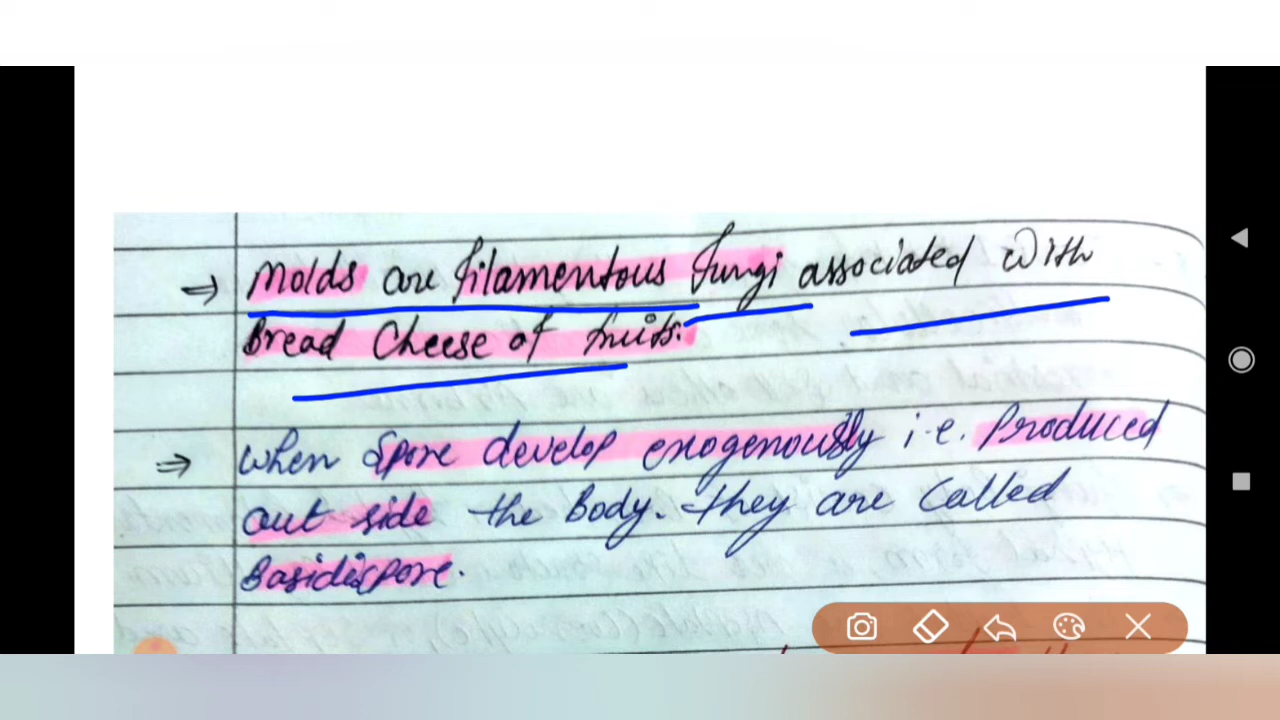 ⇒ Molds are filamentous fungi associated with
Bread Cheese of fruits.
⇒ When Spore develop exogenously i.e. Produced
out side the Body. They are called
Basidispore.